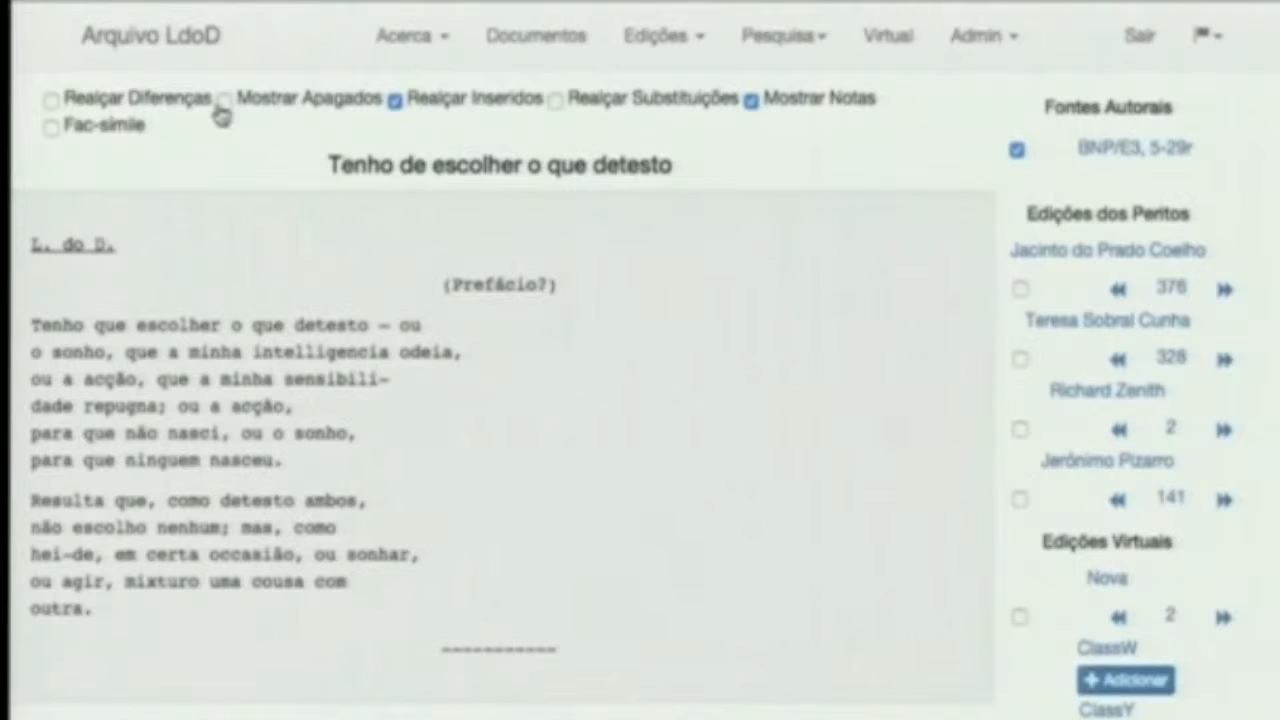 Arquivo LdoD Acerca Documentos Edições Pesquisa Virtual Admin Sair
Realçar Diferenças Mostrar Apagados Realçar Inseridos Realçar Substituições Mostrar Notas
Fac-símile
Tenho de escolher o que detesto
L. do D.
(Prefácio?)
Tenho que escolher o que detesto — ou
o sonho, que a minha intelligencia odeia,
ou a acção, que a minha sensibili-
dade repugna; ou a acção,
para que não nasci, ou o sonho,
para que ninguem nasceu.
Resulta que, como detesto ambos,
não escolho nenhum; mas, como
hei-de, em certa occasião, ou sonhar,
ou agir, mixturo uma cousa com
outra.
-----------
Fontes Autorais
BNP/E3, 5-29r
Edições dos Peritos
Jacinto do Prado Coelho
376
Teresa Sobral Cunha
328
Richard Zenith
2
Jerónimo Pizarro
141
Edições Virtuais
Nova
2
ClassW
+ Adicionar
ClassY